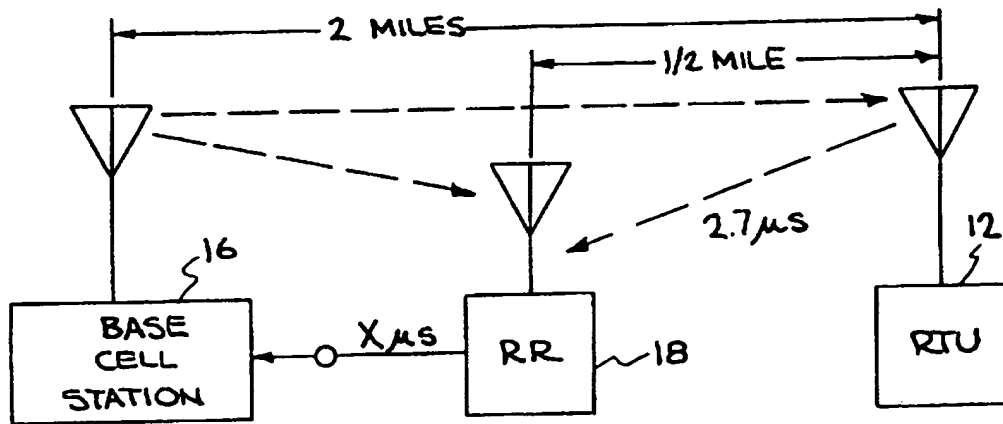 2 MILES
1/2 MILE
2.7µs
16
12
BASE
CELL
STATION
Xµs
RR
18
RTU